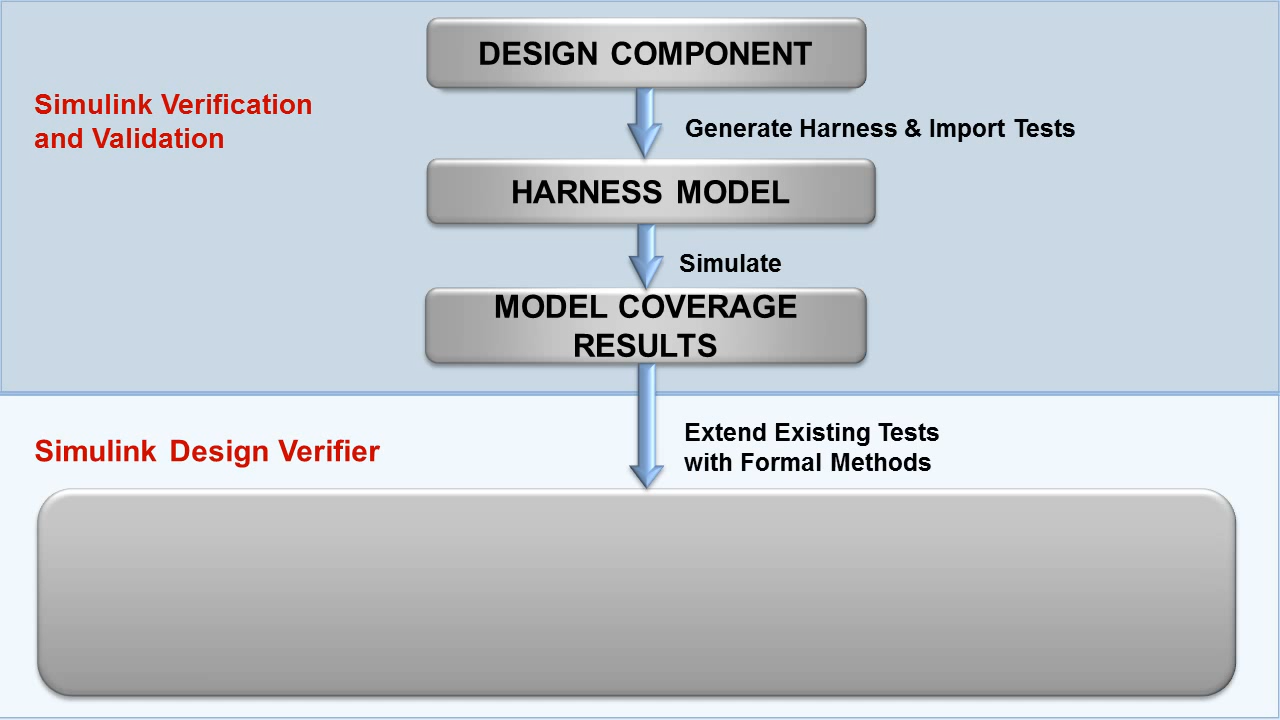 DESIGN COMPONENT
Simulink Verification
and Validation
Generate Harness & Import Tests
HARNESS MODEL
Simulate
MODEL COVERAGE
RESULTS
Simulink Design Verifier
Extend Existing Tests
with Formal Methods